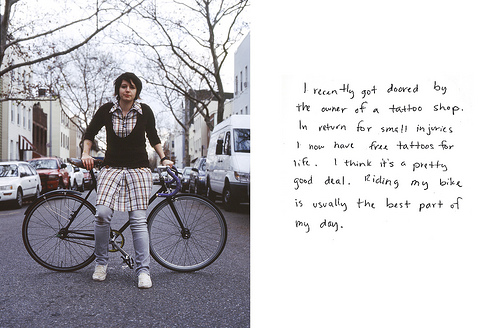 I recently got doored by
the owner of a tattoo shop.
In return for small injuries
I now have free tattoos for
life. I think it's a pretty
good deal. Riding my bike
is usually the best part of
my day.